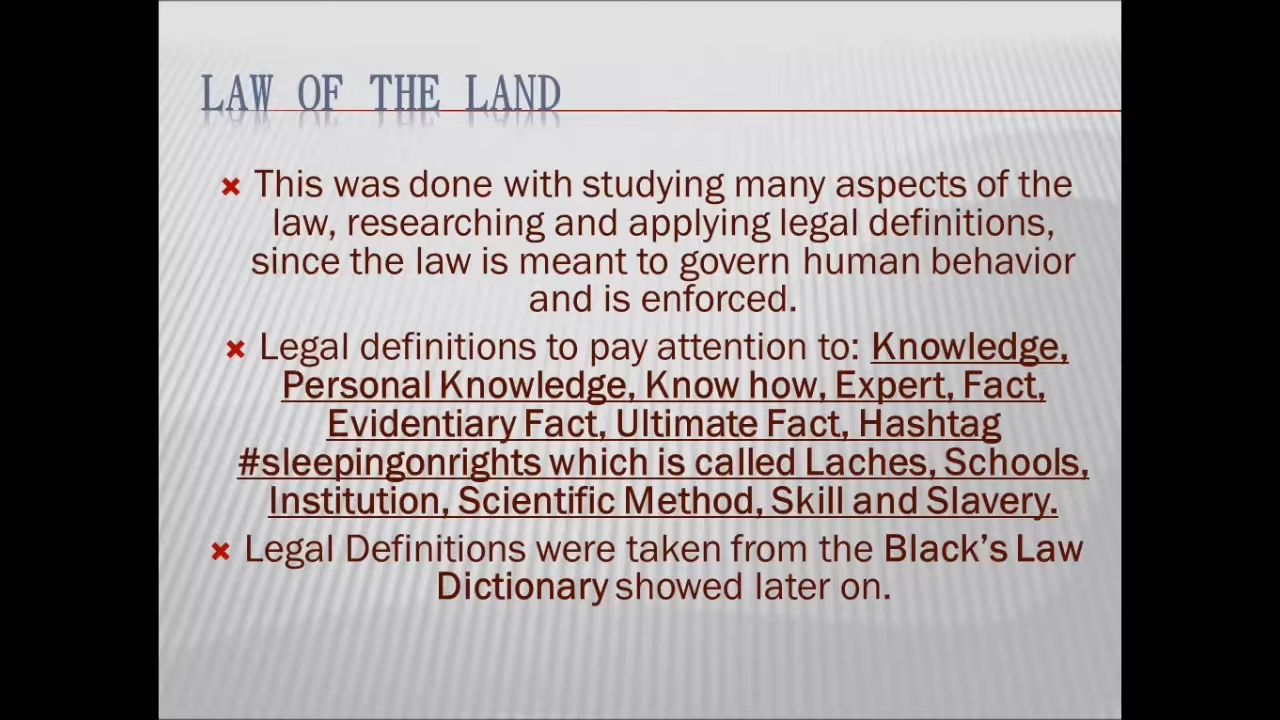 LAW OF THE LAND
This was done with studying many aspects of the
law, researching and applying legal definitions,
since the law is meant to govern human behavior
and is enforced.
Legal definitions to pay attention to: Knowledge,
Personal Knowledge, Know how, Expert, Fact,
Evidentiary Fact, Ultimate Fact, Hashtag
#sleepingonrights which is called Laches, Schools,
Institution, Scientific Method, Skill and Slavery.
Legal Definitions were taken from the Black’s Law
Dictionary showed later on.